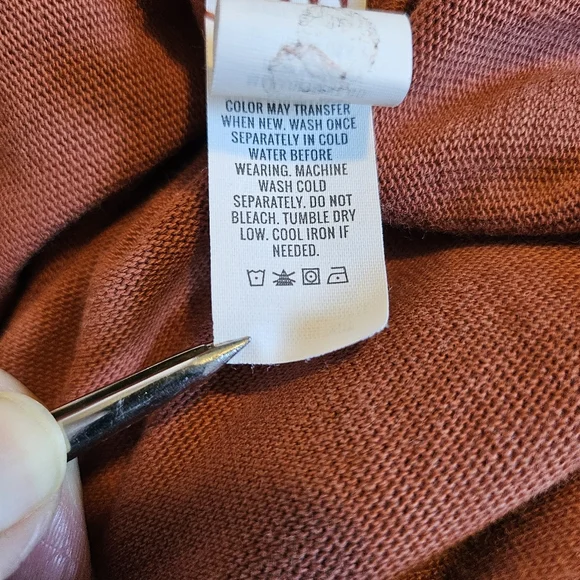 COLOR MAY TRANSFER
WHEN NEW. WASH ONCE
SEPARATELY IN COLD
WATER BEFORE
WEARING. MACHINE
WASH COLD
SEPARATELY. DO NOT
BLEACH. TUMBLE DRY
LOW. COOL IRON IF
NEEDED.